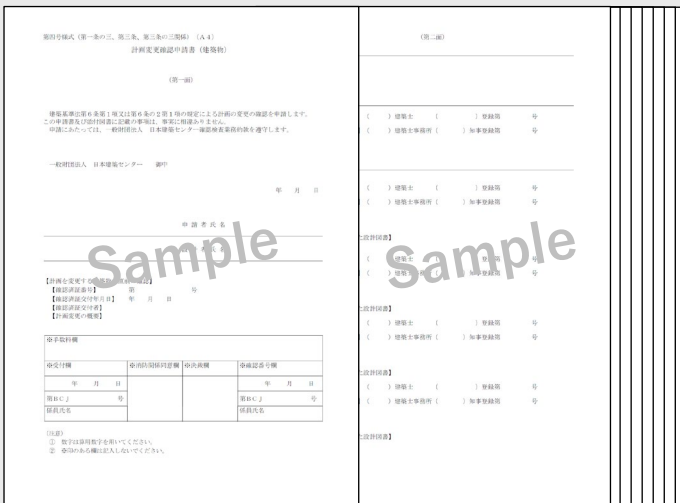 第四号様式（第一条の三、第三条、第三条の三関係）（Ａ４）
計画変更確認申請書（建築物）
（第一面）
建築基準法第６条第１項又は第６条の２第１項の規定による計画の変更の確認を申請します。
この申請書及び添付図書に記載の事項は、事実に相違ありません。
申請にあたっては、一般財団法人　日本建築センター確認検査業務約款を遵守します。
一般財団法人　日本建築センター　　御中
年　　月　　日
申 請 者 氏 名
Sample
【計画を変更する
【確認済証番号】　　　第　　　　　　　　号
【確認済証交付年月日】　　年　　月　　日
【確認済証交付者】
【計画変更の概要】
※手数料欄
※受付欄　※消防関係同意欄　※決裁欄　※確認番号欄
年　　月　　日　　年　　月　　日
第ＢＣＪ　　　号　　第ＢＣＪ　　　号
係員氏名　　係員氏名
（注意）
①　数字は算用数字を用いてください。
②　※印のある欄は記入しないでください。
（第二面）
（　　　）建築士　　　（　　　　　　）登録第　　　　号
（　　　）建築士事務所（　　　　　　）知事登録第　　　　号
（　　　）建築士　　　（　　　　　　）登録第　　　　号
（　　　）建築士事務所（　　　　　　）知事登録第　　　　号
た設計図書】
Sample
（　　　）建築士　　　（　　　　　　）登録第　　　　号
（　　　）建築士事務所（　　　　　　）知事登録第　　　　号
た設計図書】
（　　　）建築士　　　（　　　　　　）登録第　　　　号
（　　　）建築士事務所（　　　　　　）知事登録第　　　　号
た設計図書】
（　　　）建築士　　　（　　　　　　）登録第　　　　号
（　　　）建築士事務所（　　　　　　）知事登録第　　　　号
た設計図書】